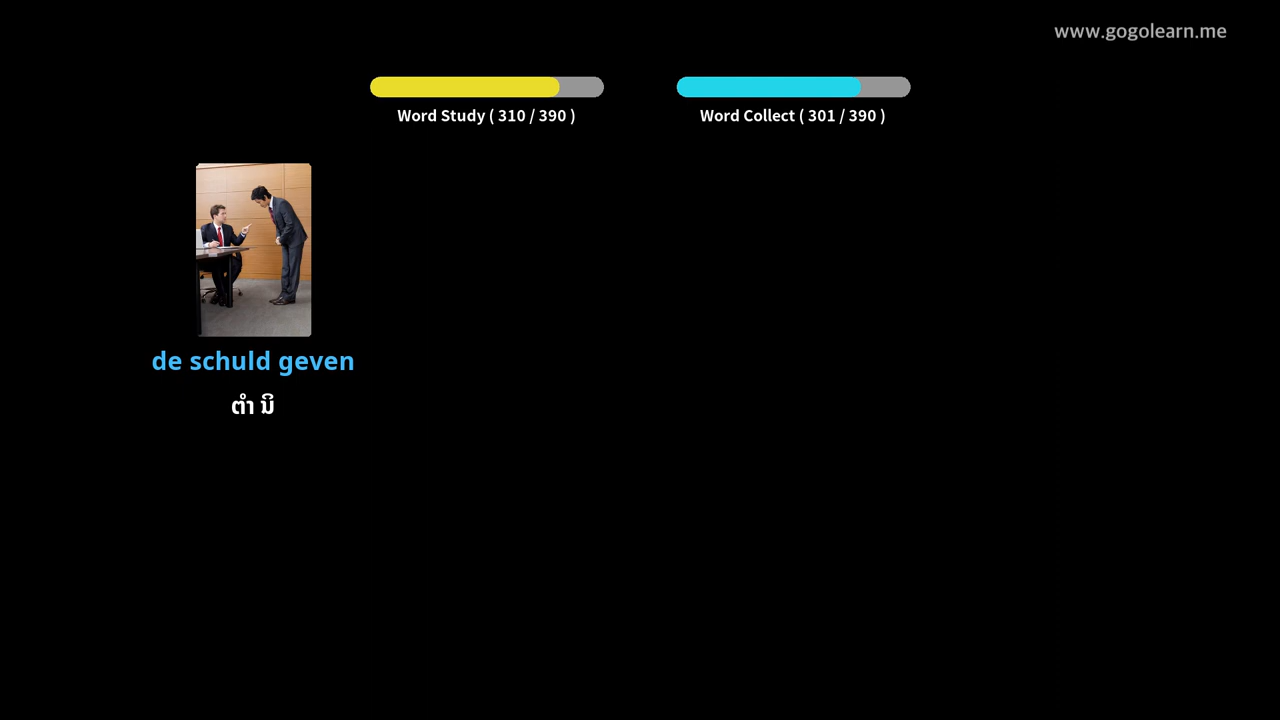 www.gogolearn.me
Word Study ( 310 / 390 )
Word Collect ( 301 / 390 )
de schuld geven
ຕຳ ນິ